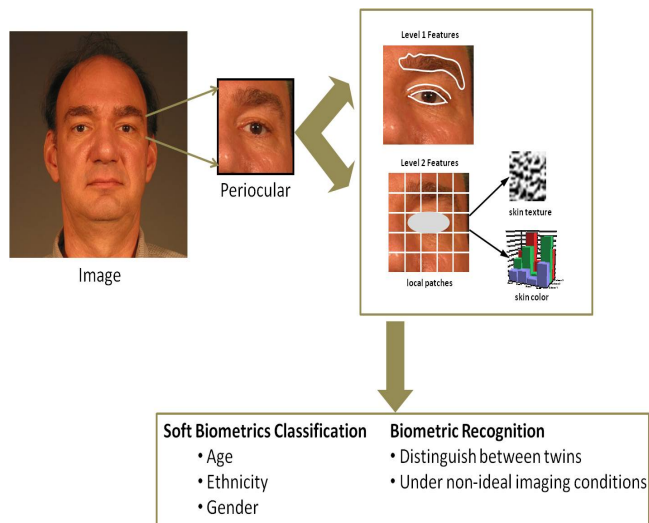 Level 1 Features
Periocular
Level 2 Features
skin texture
local patches
skin color
Image
Soft Biometrics Classification
• Age
• Ethnicity
• Gender
Biometric Recognition
• Distinguish between twins
• Under non-ideal imaging conditions